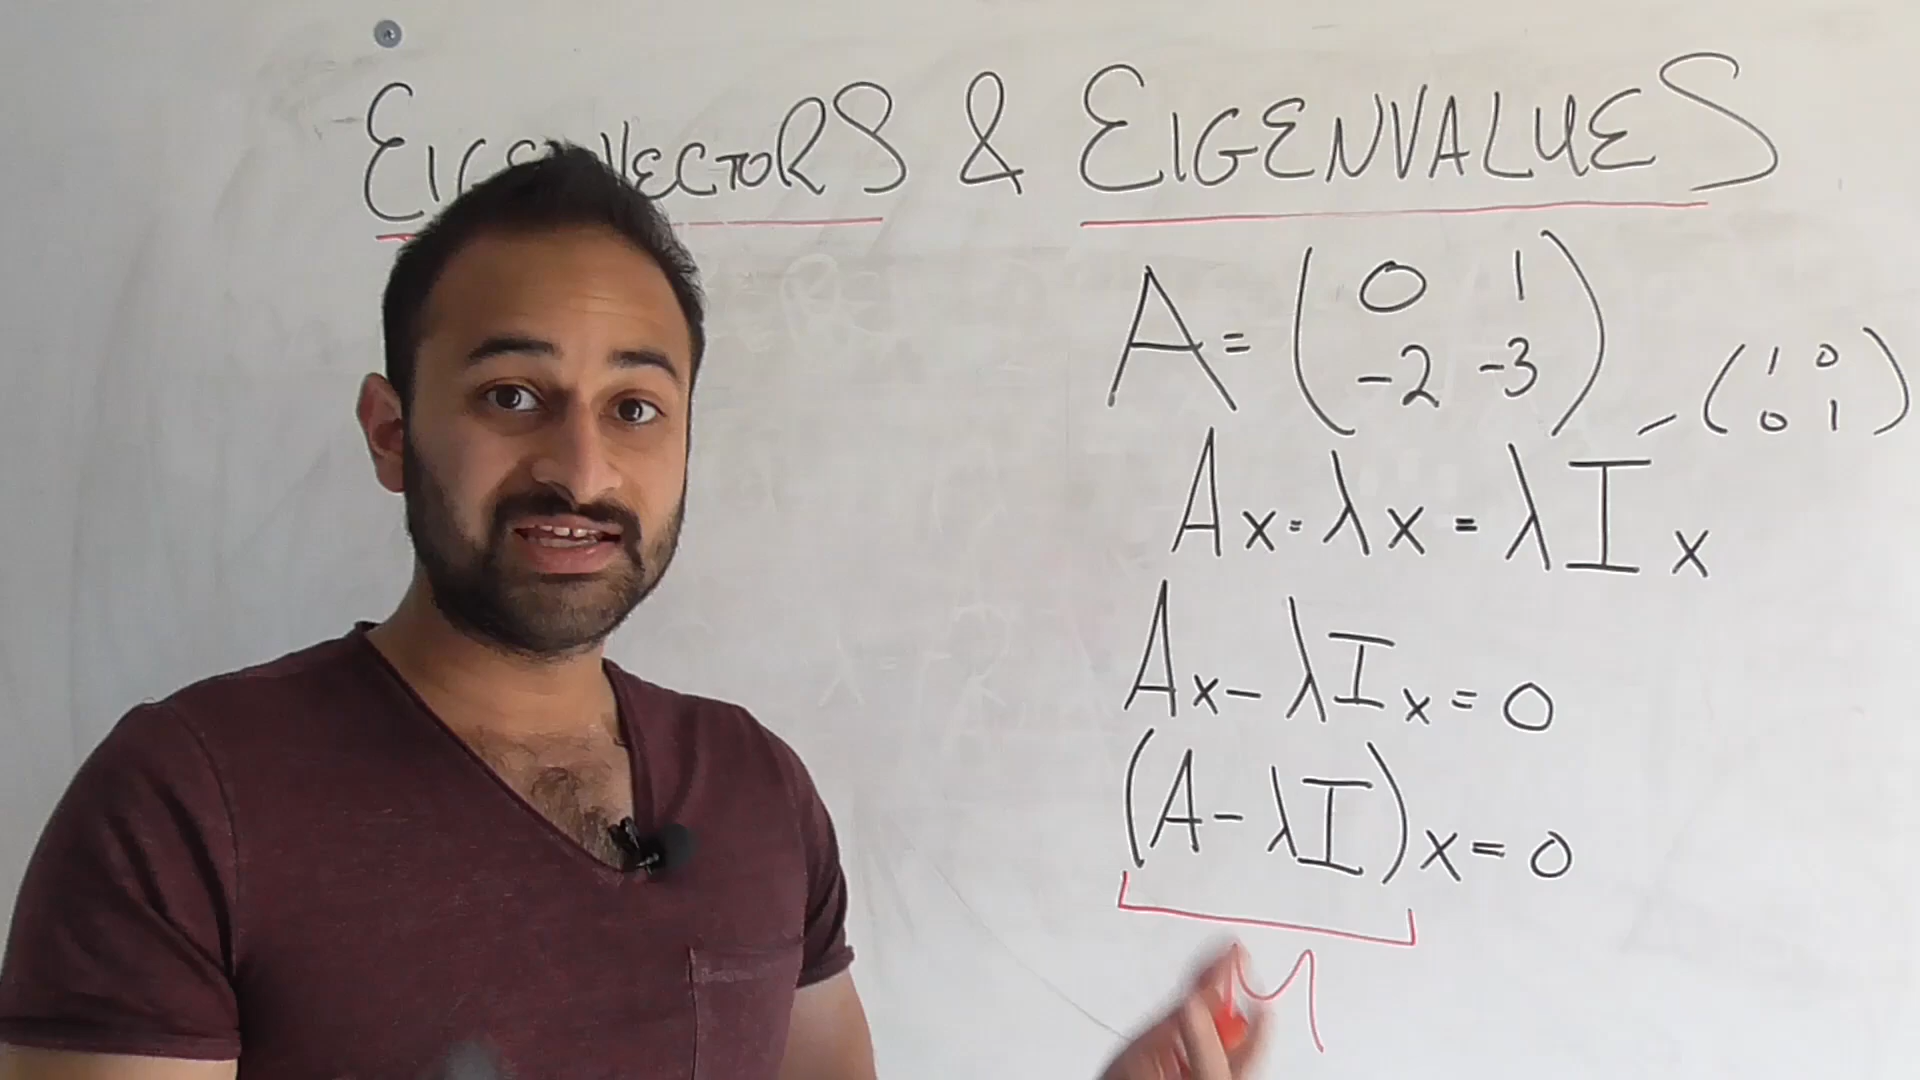 EIGENVECTORS & EIGENVALUES
A = ( 0 1
-2 -3 )
( 1 0
0 1 )
Ax = λx = λIx
Ax - λIx = 0
(A - λI)x = 0
M